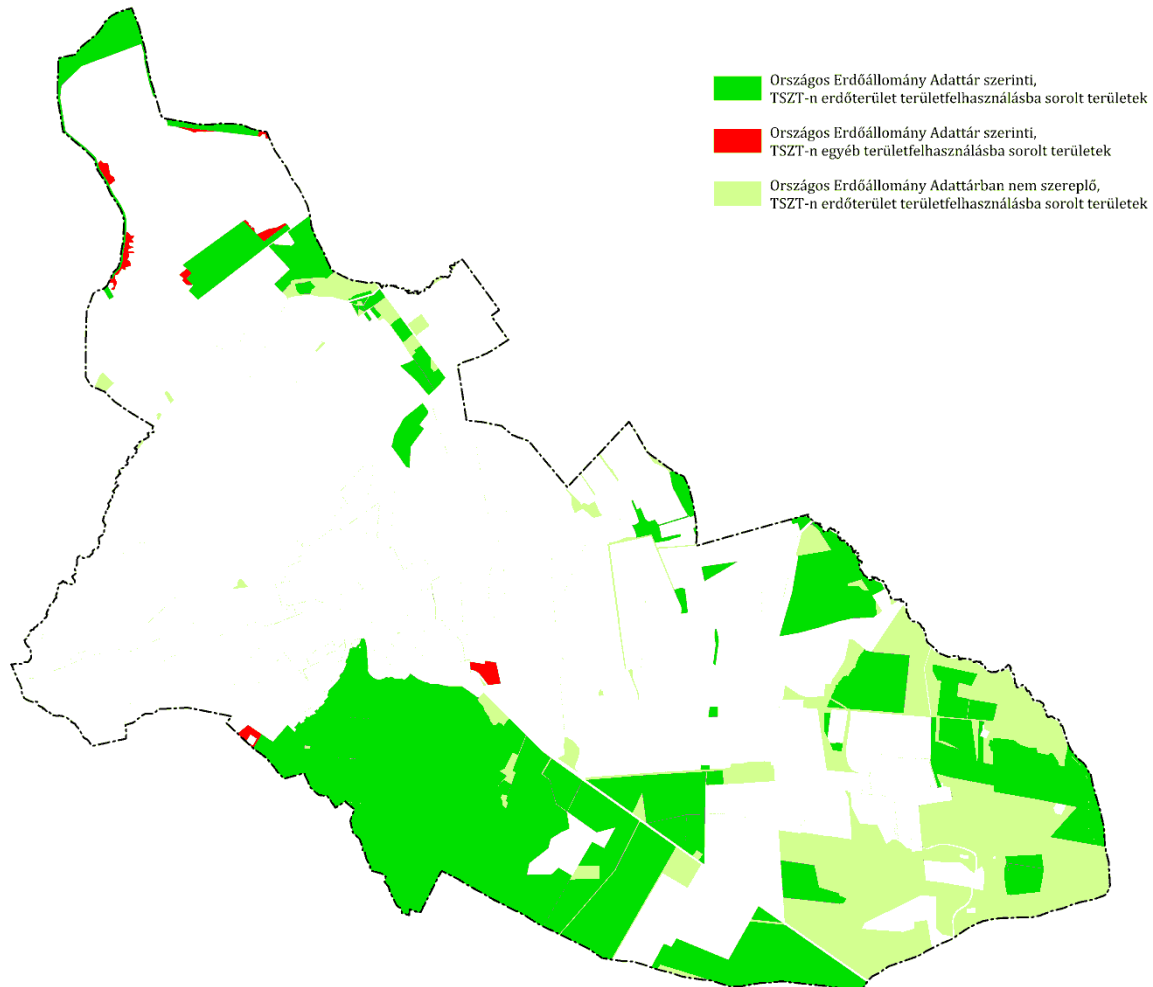 Országos Erdőállomány Adattár szerinti,
TSZT-n erdőterület területfelhasználásba sorolt területek
Országos Erdőállomány Adattár szerinti,
TSZT-n egyéb területfelhasználásba sorolt területek
Országos Erdőállomány Adattárban nem szereplő,
TSZT-n erdőterület területfelhasználásba sorolt területek